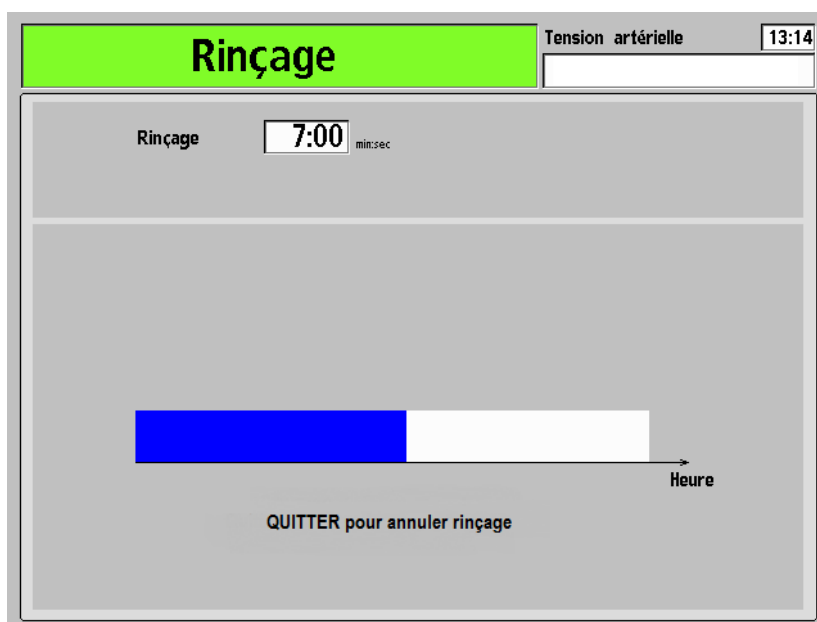 Rinçage
Tension artérielle
13:14
Rinçage 7:00 min:sec
Heure
QUITTER pour annuler rinçage